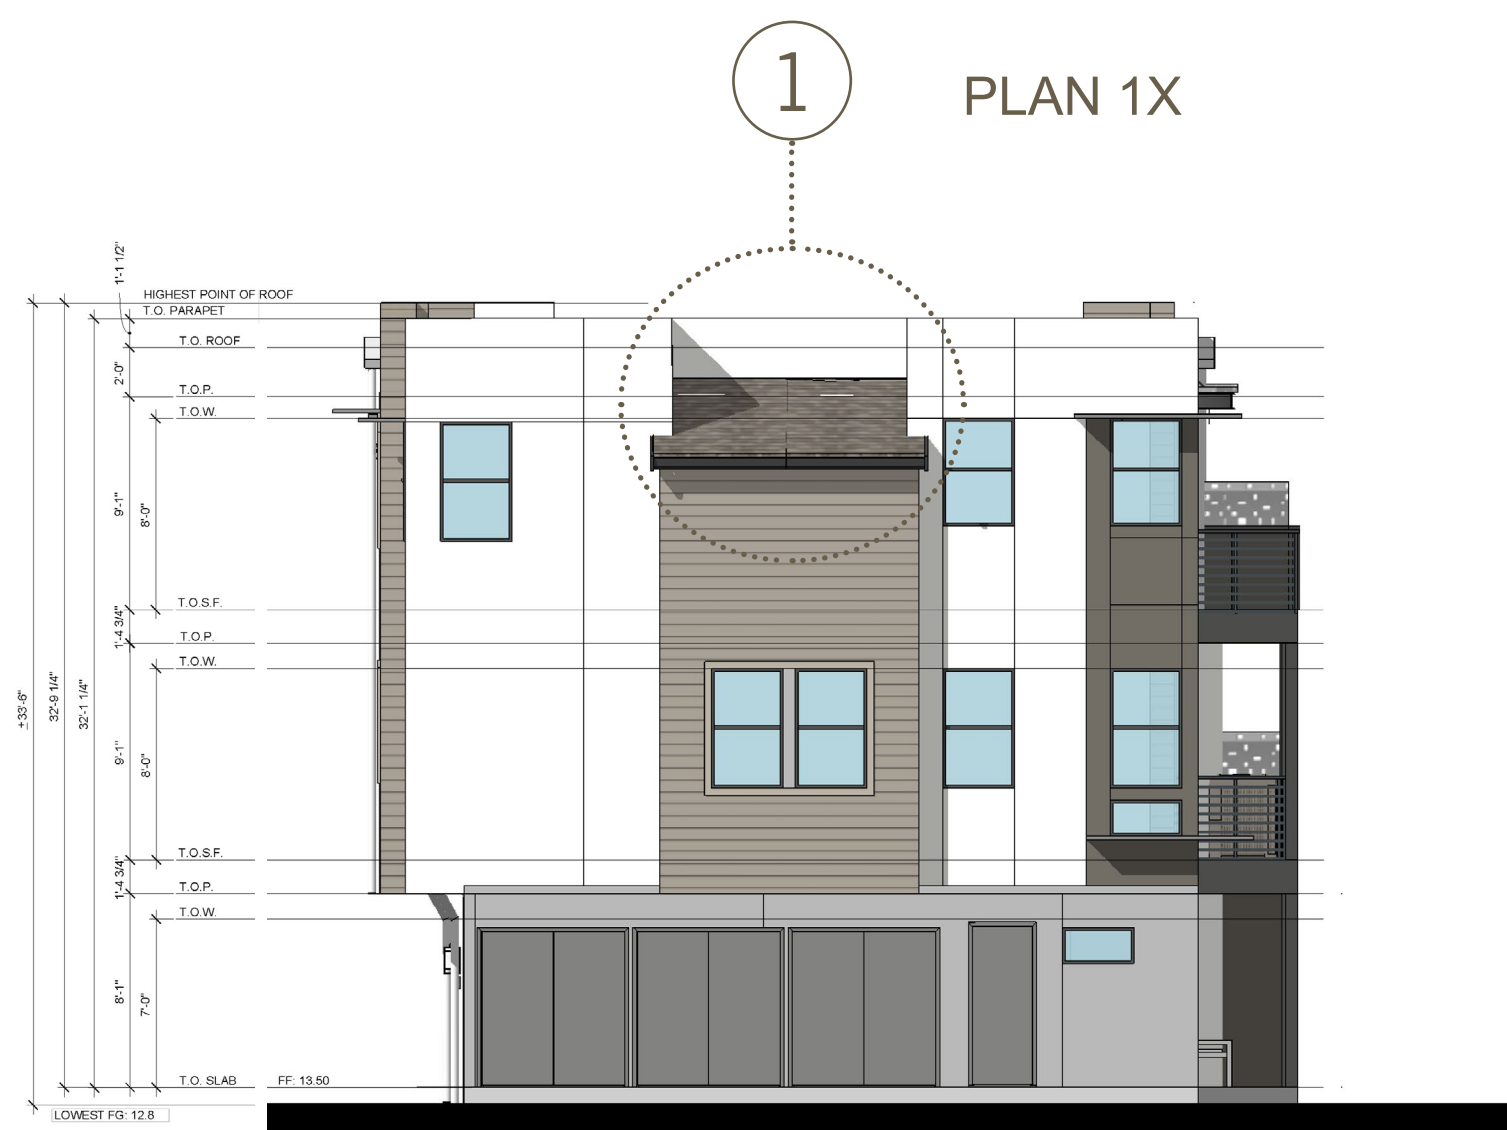 1
PLAN 1X
1'-1 1/2"
HIGHEST POINT OF ROOF
T.O. PARAPET
T.O. ROOF
2'-0"
T.O.P.
T.O.W.
9'-1"
8'-0"
T.O.S.F.
1'-4 3/4"
T.O.P.
T.O.W.
±33'-6"
32'-9 1/4"
32'-1 1/4"
9'-1"
8'-0"
T.O.S.F.
1'-4 3/4"
T.O.P.
T.O.W.
8'-1"
7'-0"
T.O. SLAB
FF: 13.50
LOWEST FG: 12.8